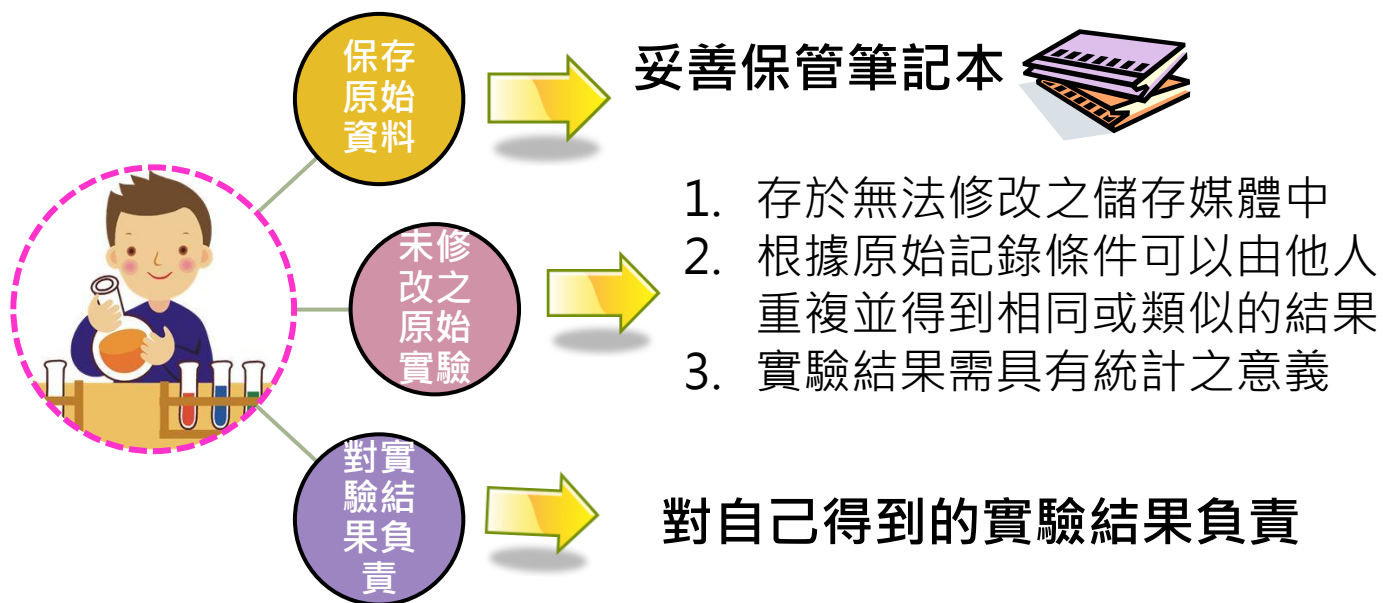 保存
原始
資料
妥善保管筆記本
未修
改之
原始
實驗
1. 存於無法修改之儲存媒體中
2. 根據原始記錄條件可以由他人
重複並得到相同或類似的結果
3. 實驗結果需具有統計之意義
對實
驗結
果負
責
對自己得到的實驗結果負責